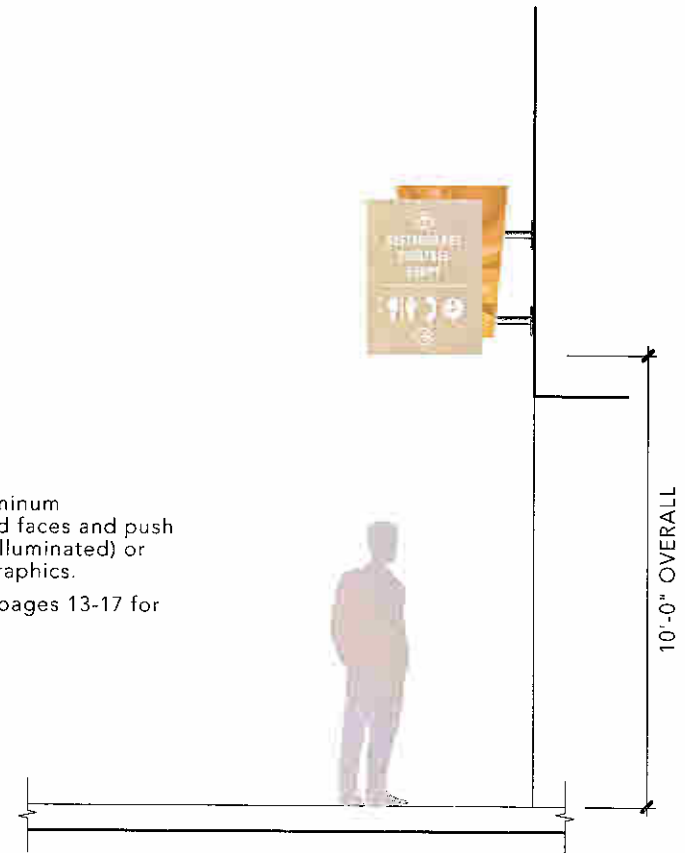 minum
d faces and push
lluminated) or
raphics.
pages 13-17 for
10'-0" OVERALL